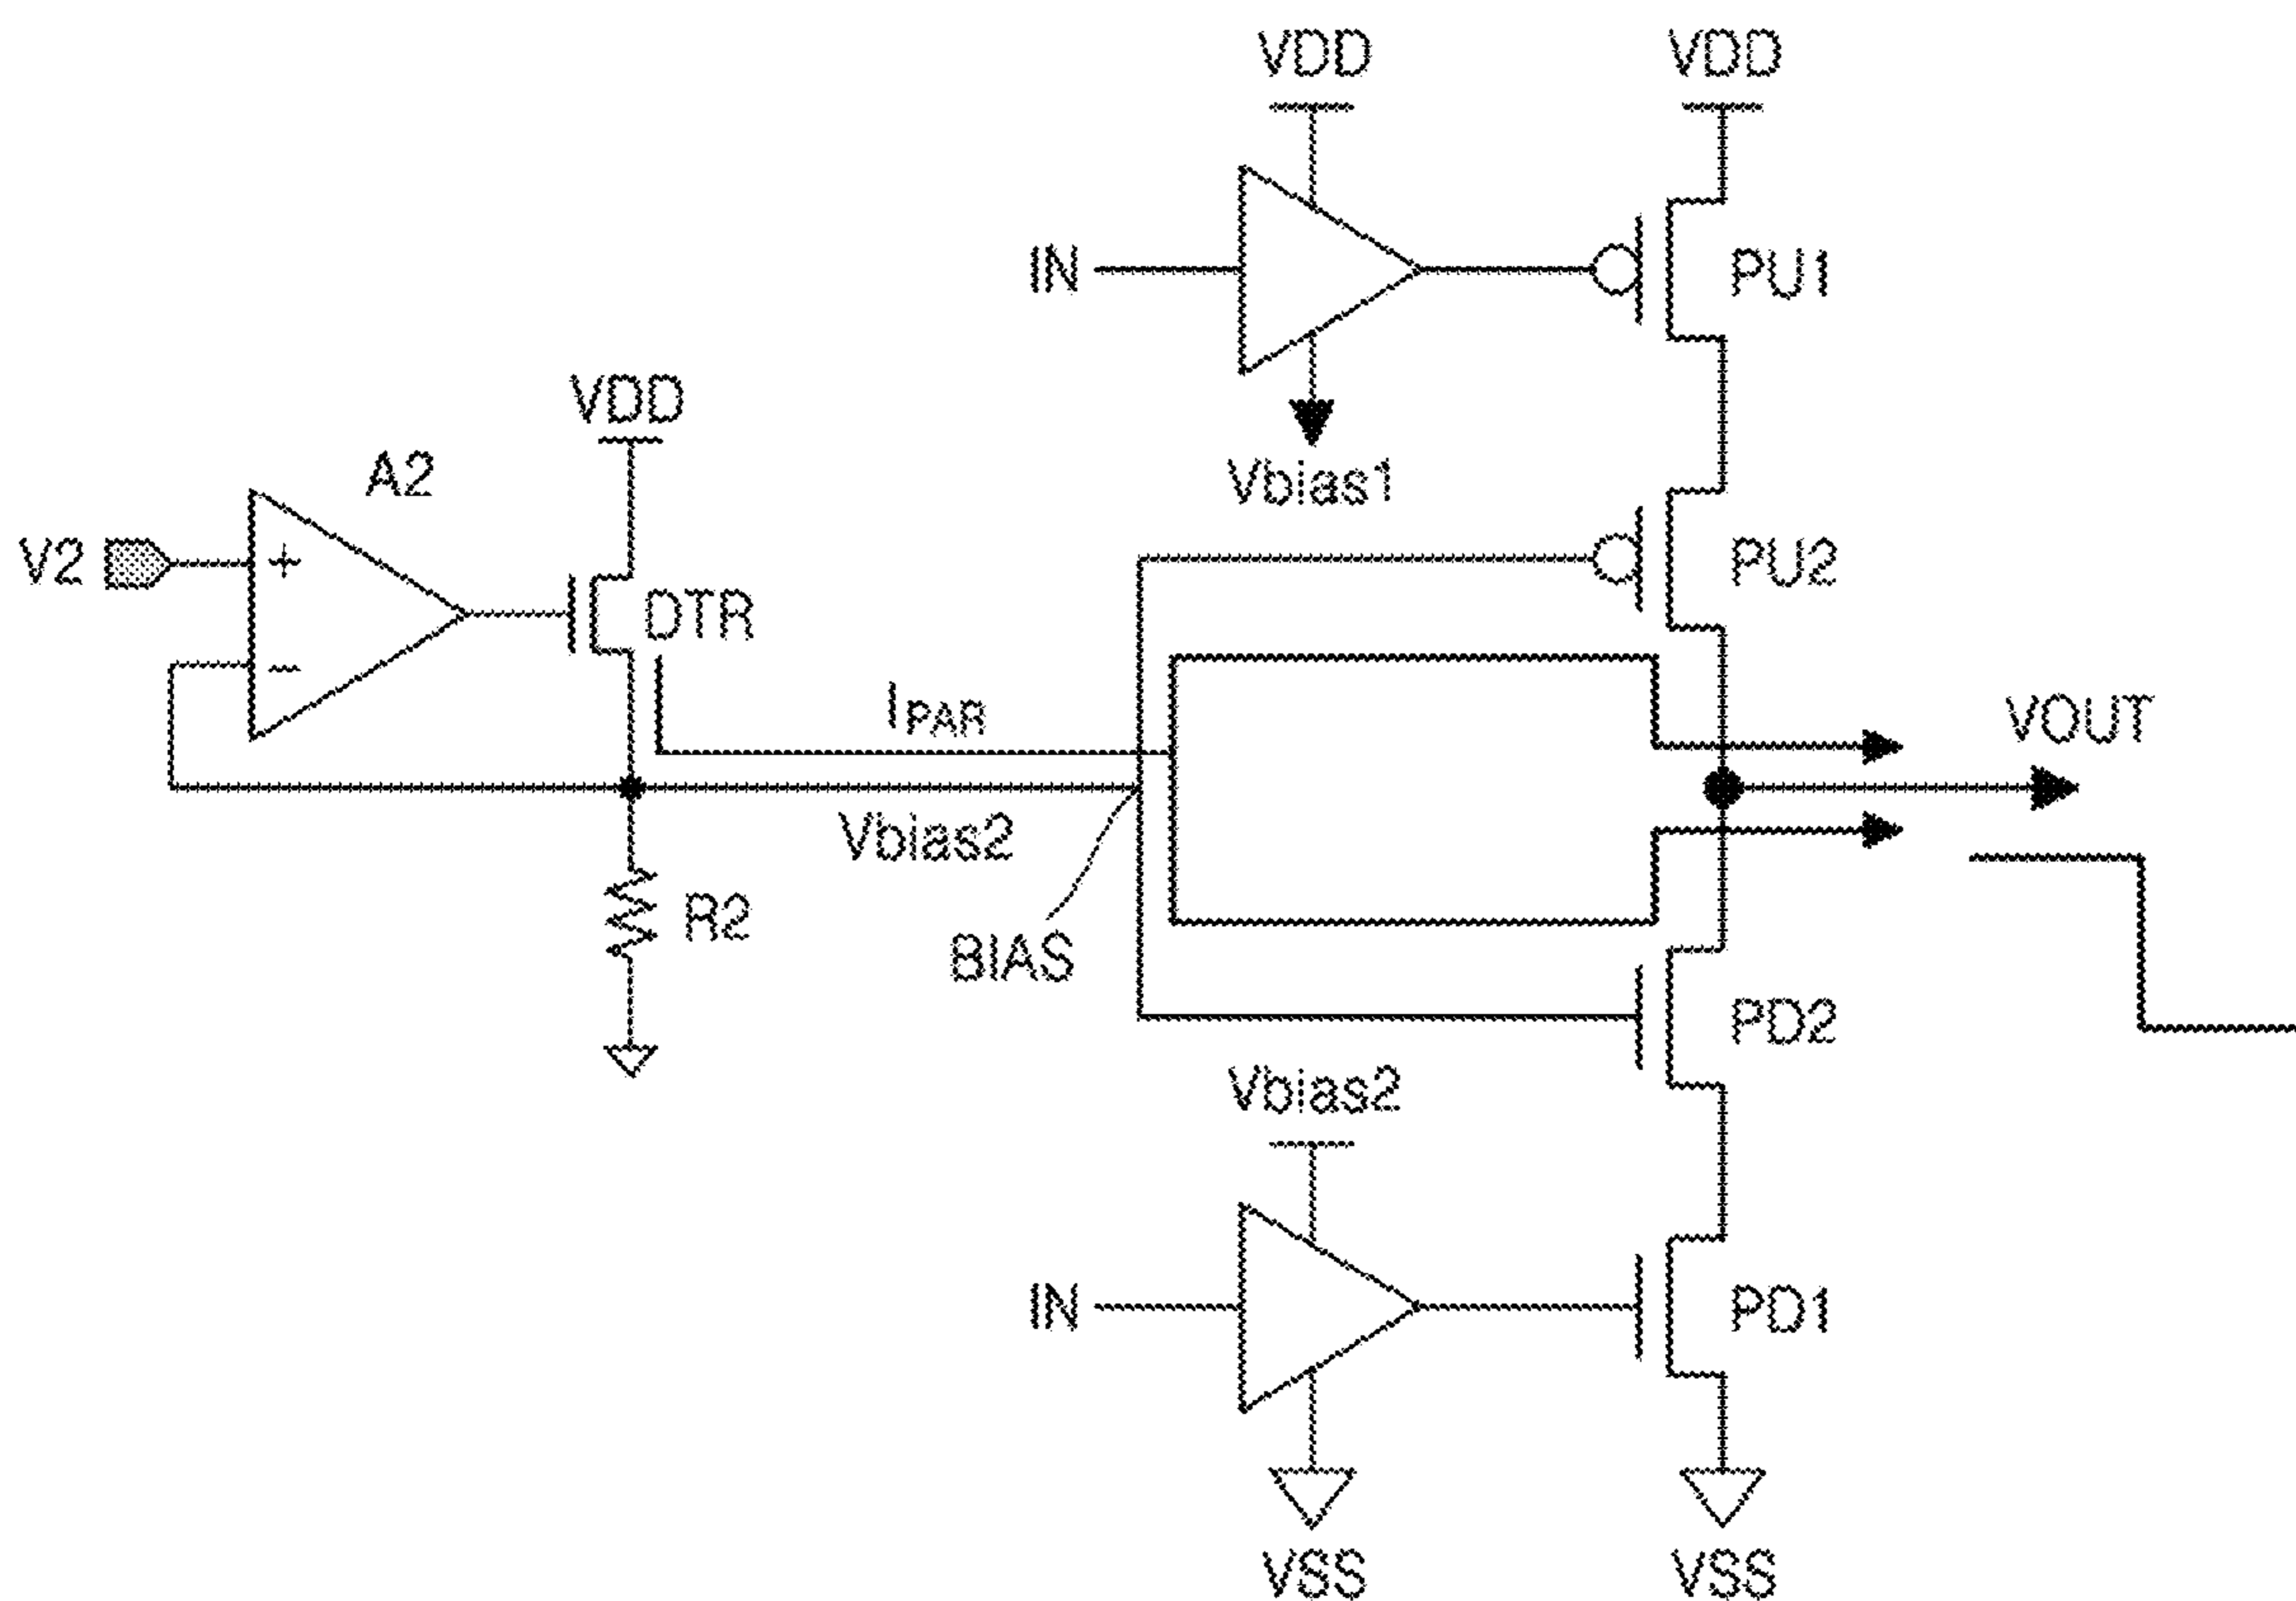 VDD
VDD
IN
PU1
VDD
A2
Vbias1
V2
+
DTR
PU2
−
I PAR
VOUT
Vbias2
R2
BIAS
PD2
Vbias2
IN
PD1
VSS
VSS